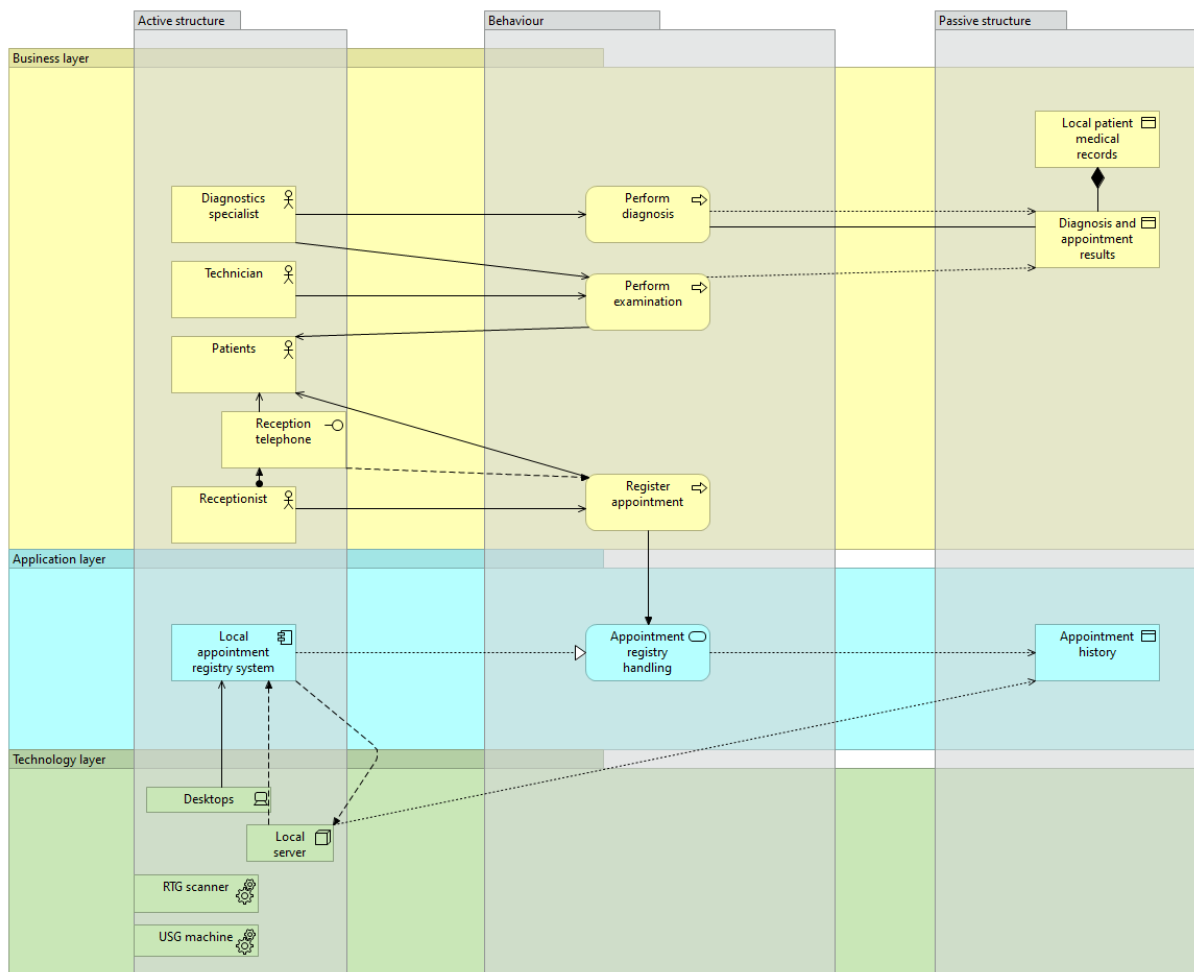 Active structure
Behaviour
Passive structure
Business layer
Local patient
medical
records
Diagnostics
specialist
Perform
diagnosis
Diagnosis and
appointment
results
Technician
Perform
examination
Patients
Reception
telephone
Receptionist
Register
appointment
Application layer
Local
appointment
registry system
Appointment
registry
handling
Appointment
history
Technology layer
Desktops
Local
server
RTG scanner
USG machine